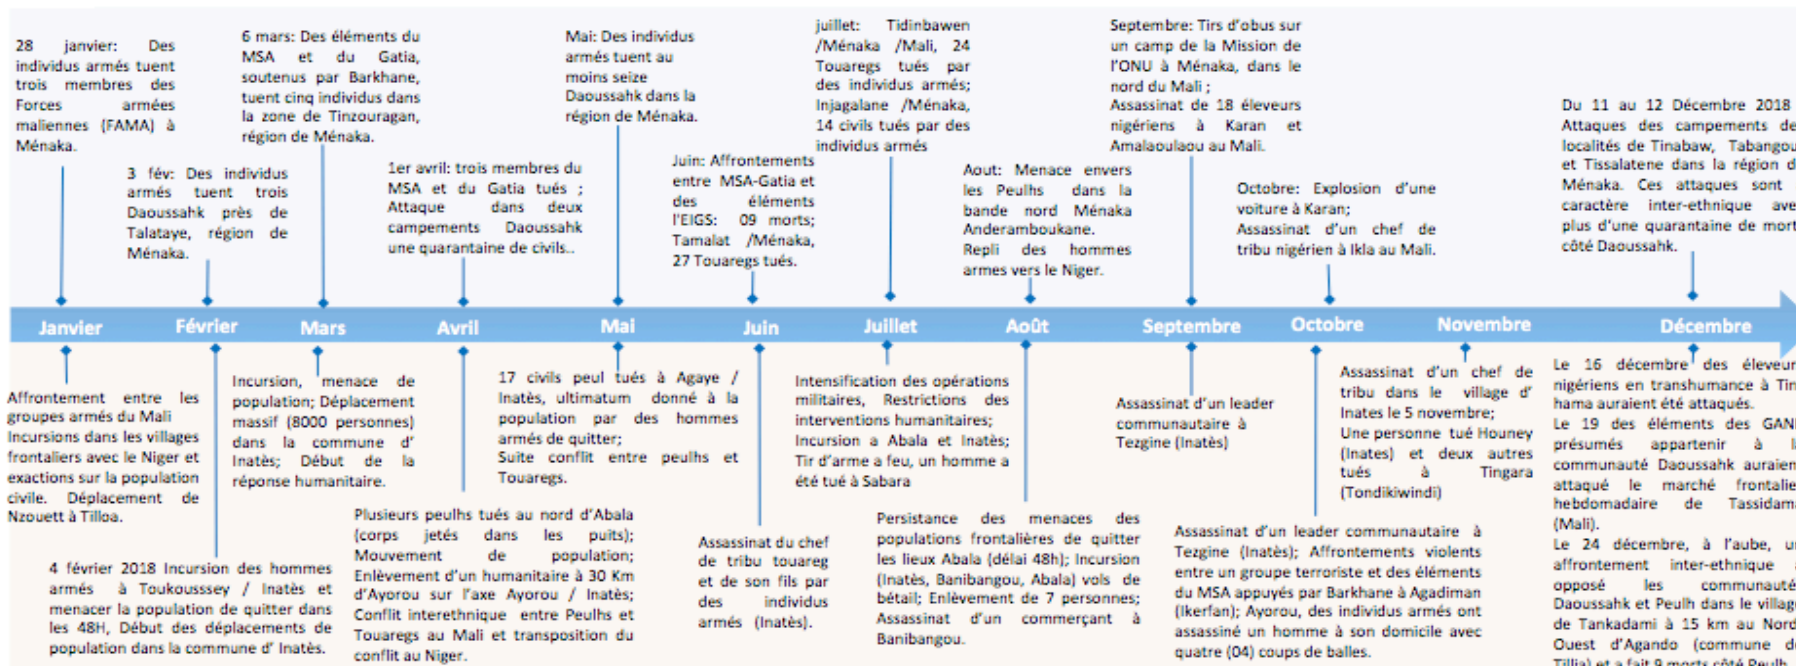 28 janvier: Des
individus armés tuent
trois membres des
Forces armées
maliennes (FAMA) à
Ménaka.
3 fév: Des individus
armés tuent trois
Daoussahk près de
Talataye, région de
Ménaka.
6 mars: Des éléments du
MSA et du Gatia,
soutenus par Barkhane,
tuent cinq individus dans
la zone de Tinzouragan,
région de Ménaka.
1er avril: trois membres du
MSA et du Gatia tués ;
Attaque dans deux
campements Daoussahk
une quarantaine de civils..
Mai: Des individus
armés tuent au
moins seize
Daoussahk dans la
région de Ménaka.
Juin: Affrontements
entre MSA-Gatia et
des éléments
l'EIGS: 09 morts;
Tamalat /Ménaka,
27 Touaregs tués.
juillet: Tidinbawen
/Ménaka /Mali, 24
Touaregs tués par
des individus armés;
Injagalane /Ménaka,
14 civils tués par des
individus armés
Aout: Menace envers
les Peulhs dans la
bande nord Ménaka
Anderamboukane.
Repli des hommes
armes vers le Niger.
Septembre: Tirs d'obus sur
un camp de la Mission de
l'ONU à Ménaka, dans le
nord du Mali ;
Assassinat de 18 éleveurs
nigériens à Karan et
Amalaoulaou au Mali.
Octobre: Explosion d'une
voiture à Karan;
Assassinat d'un chef de
tribu nigérien à Ikla au Mali.
Du 11 au 12 Décembre 2018
Attaques des campements de
localités de Tinabaw, Tabangou
et Tissalatene dans la région d
Ménaka. Ces attaques sont
caractère inter-ethnique ave
plus d'une quarantaine de mort
côté Daoussahk.
Janvier Février Mars Avril Mai Juin Juillet Août Septembre Octobre Novembre Décembre
Affrontement entre les
groupes armés du Mali
Incursions dans les villages
frontaliers avec le Niger et
exactions sur la population
civile. Déplacement de
Nzouett à Tilloa.
4 février 2018 Incursion des hommes
armés à Toukousssey / Inatès et
menacer la population de quitter dans
les 48H, Début des déplacements de
population dans la commune d' Inatès.
Incursion, menace de
population; Déplacement
massif (8000 personnes)
dans la commune d'
Inatès; Début de la
réponse humanitaire.
Plusieurs peulhs tués au nord d'Abala
(corps jetés dans les puits);
Mouvement de population;
Enlèvement d'un humanitaire à 30 Km
d'Ayorou sur l'axe Ayorou / Inatès;
Conflit interethnique entre Peulhs et
Touaregs au Mali et transposition du
conflit au Niger.
17 civils peul tués à Agaye /
Inatès, ultimatum donné à la
population par des hommes
armés de quitter;
Suite conflit entre peulhs et
Touaregs.
Assassinat du chef
de tribu touareg
et de son fils par
des individus
armés (Inatès).
Intensification des opérations
militaires, Restrictions des
interventions humanitaires;
Incursion a Abala et Inatès;
Tir d'arme a feu, un homme a
été tué à Sabara
Persistance des menaces des
populations frontalières de quitter
les lieux Abala (délai 48h); Incursion
(Inatès, Banibangou, Abala) vols de
bétail; Enlèvement de 7 personnes;
Assassinat d'un commerçant à
Banibangou.
Assassinat d'un leader
communautaire à
Tezgine (Inatès)
Assassinat d'un leader communautaire à
Tezgine (Inatès); Affrontements violents
entre un groupe terroriste et des éléments
du MSA appuyés par Barkhane à Agadiman
(Ikerfan); Ayorou, des individus armés ont
assassiné un homme à son domicile avec
quatre (04) coups de balles.
Assassinat d'un chef de
tribu dans le village d'
Inates le 5 novembre;
Une personne tué Houney
(Inates) et deux autres
tués à Tingara
(Tondikiwindi)
Le 16 décembre des éleveur
nigériens en transhumance à Tin
hama auraient été attaqués.
Le 19 des éléments des GANE
présumés appartenir à la
communauté Daoussahk auraien
attaqué le marché frontalie
hebdomadaire de Tassidama
(Mali).
Le 24 décembre, à l'aube, un
affrontement inter-ethnique a
opposé les communauté
Daoussahk et Peulh dans le village
de Tankadami à 15 km au Nord
Ouest d'Agando (commune de
Tillia) et a fait 9 morts côté Peulh